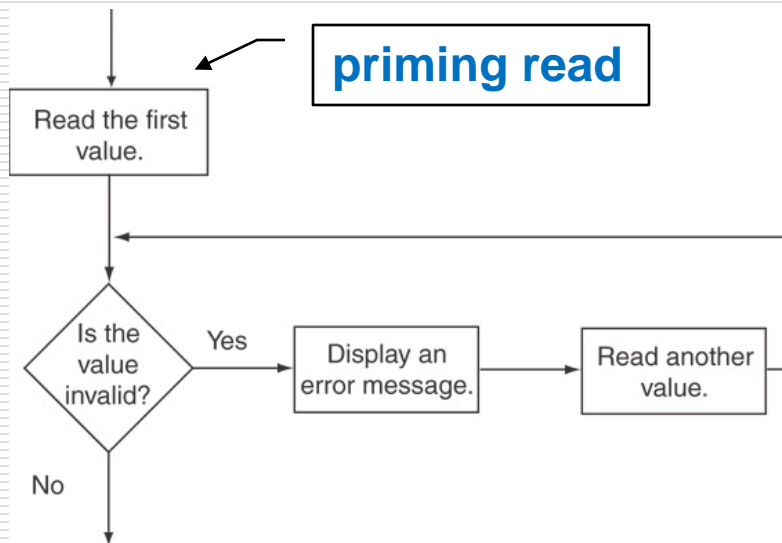 priming read
Read the first
value.
Is the
value
invalid?
Yes
Display an
error message.
Read another
value.
No